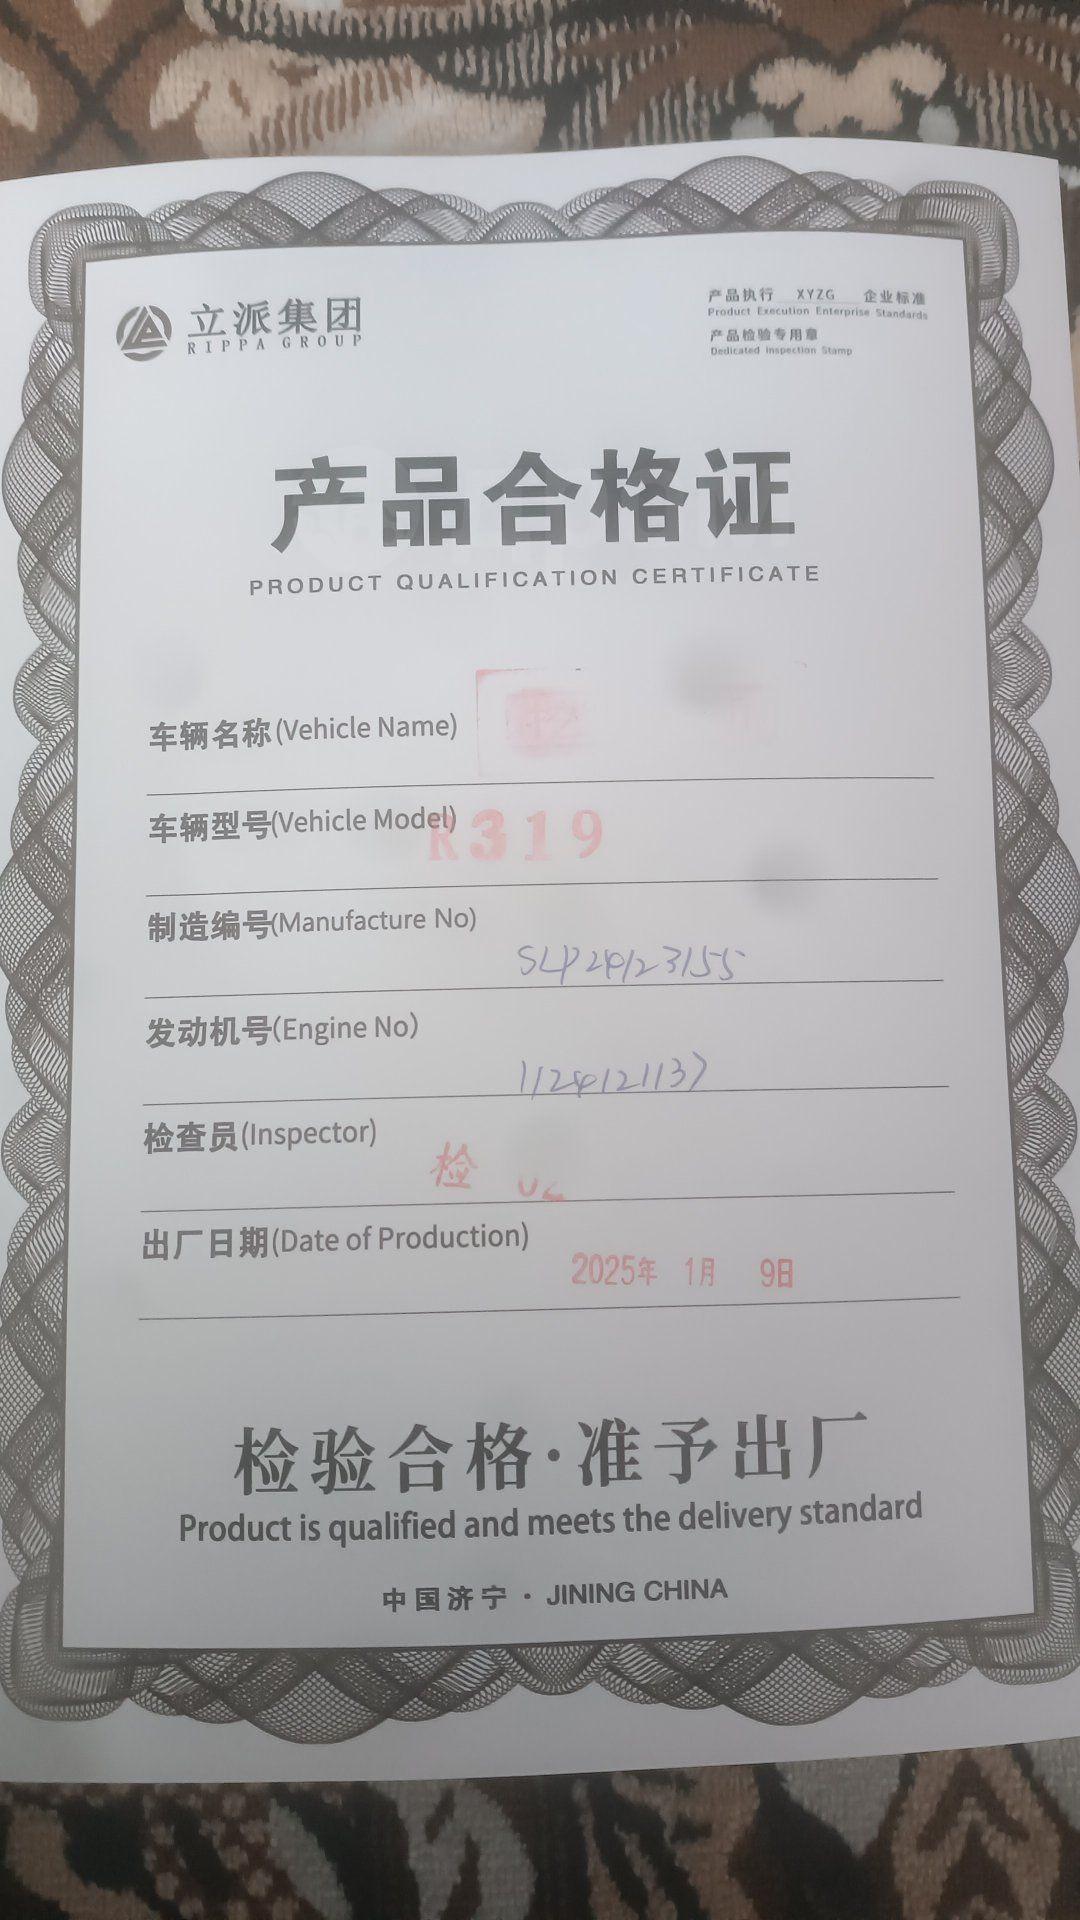 立派集团
RIPPA GROUP
产品执行 XYZG 企业标准
Product Execution Enterprise Standards
产品检验专用章
Dedicated Inspection Stamp
产品合格证
PRODUCT QUALIFICATION CERTIFICATE
车辆名称(Vehicle Name)
车辆型号(Vehicle Model) R319
制造编号(Manufacture No) SLP24123155
发动机号(Engine No) 1124121137
检查员(Inspector) 检 02
出厂日期(Date of Production) 2025年 1月 9日
检验合格·准予出厂
Product is qualified and meets the delivery standard
中国济宁·JINING CHINA